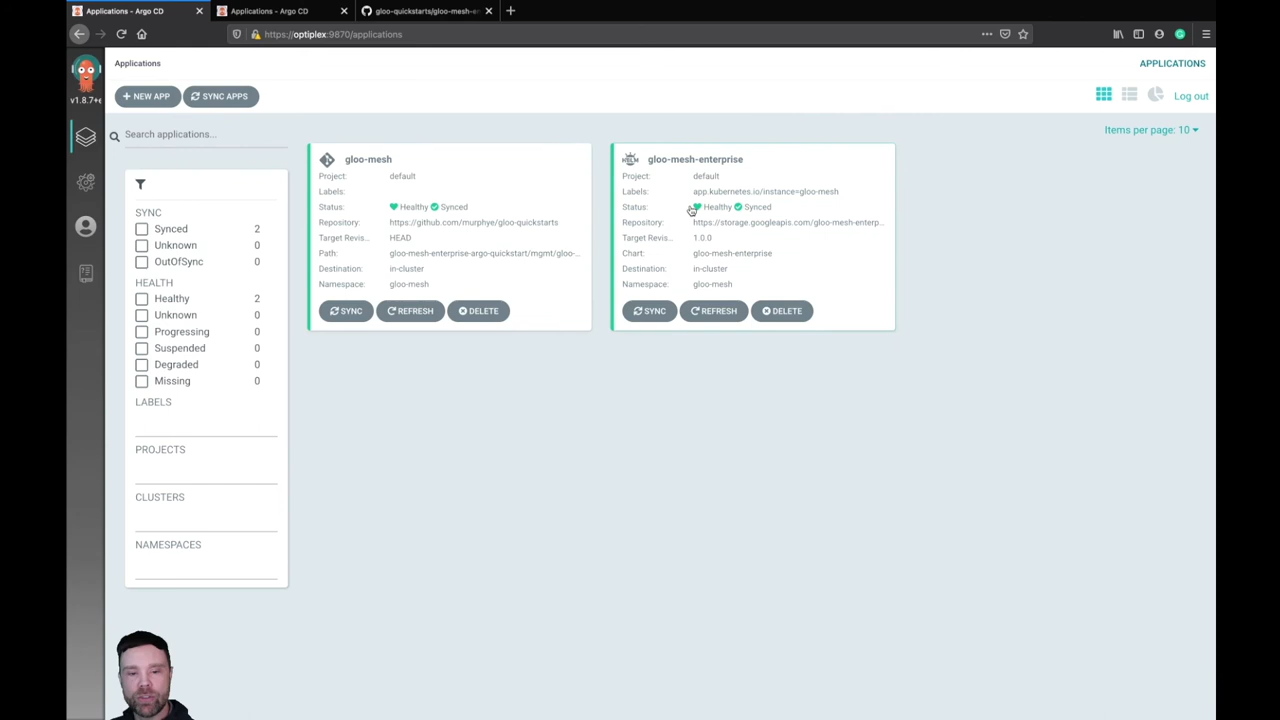 Applications - Argo CD
Applications - Argo CD
gloo-quickstarts/gloo-mesh-en
https://optiplex:9870/applications
v1.8.7+e
Applications
APPLICATIONS
NEW APP
SYNC APPS
Log out
Search applications...
Items per page: 10
SYNC
Synced 2
Unknown 0
OutOfSync 0
HEALTH
Healthy 2
Unknown 0
Progressing 0
Suspended 0
Degraded 0
Missing 0
LABELS
PROJECTS
CLUSTERS
NAMESPACES
gloo-mesh
Project: default
Labels:
Status: Healthy Synced
Repository: https://github.com/murphye/gloo-quickstarts
Target Revis... HEAD
Path: gloo-mesh-enterprise-argo-quickstart/mgmt/gloo-...
Destination: in-cluster
Namespace: gloo-mesh
SYNC REFRESH DELETE
HELM
gloo-mesh-enterprise
Project: default
Labels: app.kubernetes.io/instance=gloo-mesh
Status: Healthy Synced
Repository: https://storage.googleapis.com/gloo-mesh-enterp...
Target Revis... 1.0.0
Chart: gloo-mesh-enterprise
Destination: in-cluster
Namespace: gloo-mesh
SYNC REFRESH DELETE